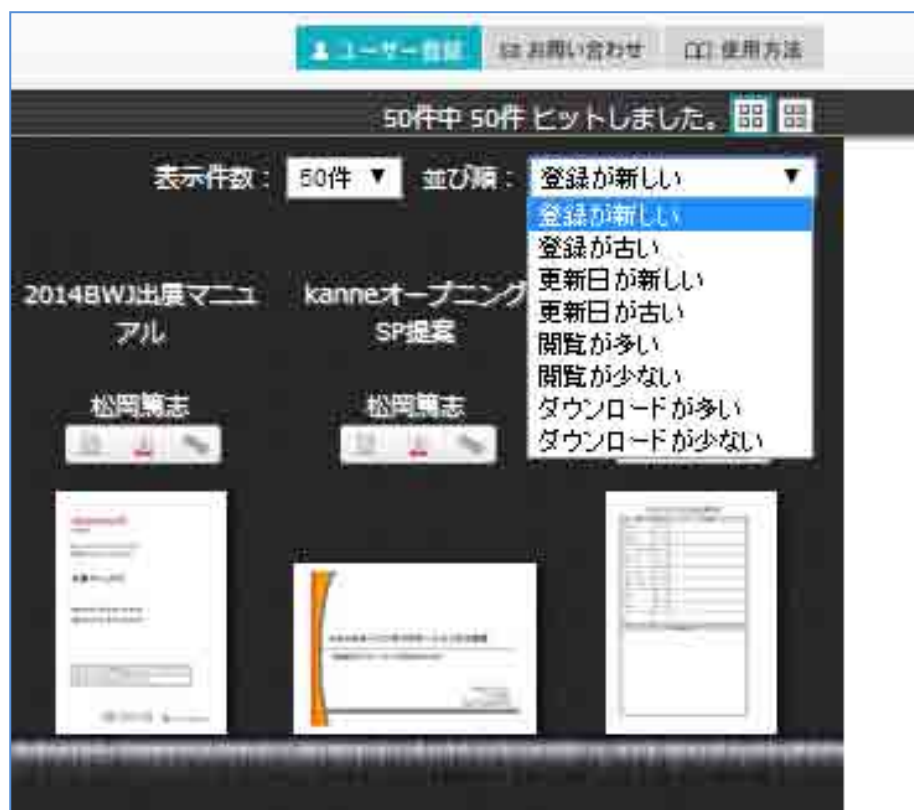 ユーザー登録 お問い合わせ 使用方法
50件中 50件 ヒットしました。
表示件数： 50件 ▼ 並び順： 登録が新しい ▼
登録が新しい
登録が古い
更新日が新しい
更新日が古い
閲覧が多い
閲覧が少ない
ダウンロードが多い
ダウンロードが少ない
2014BWJ出展マニュ
アル
松岡篤志
kanneオープニング
SP提案
松岡篤志